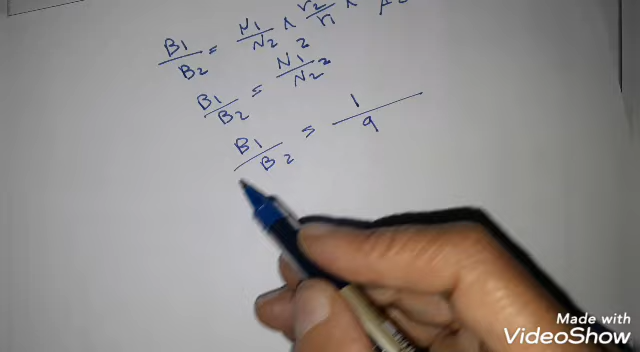 B1/B2 = N1/N2 × r2/r1 ×
B1/B2 = N1²/N2²
B1/B2 = 1/9
Made with
VideoShow